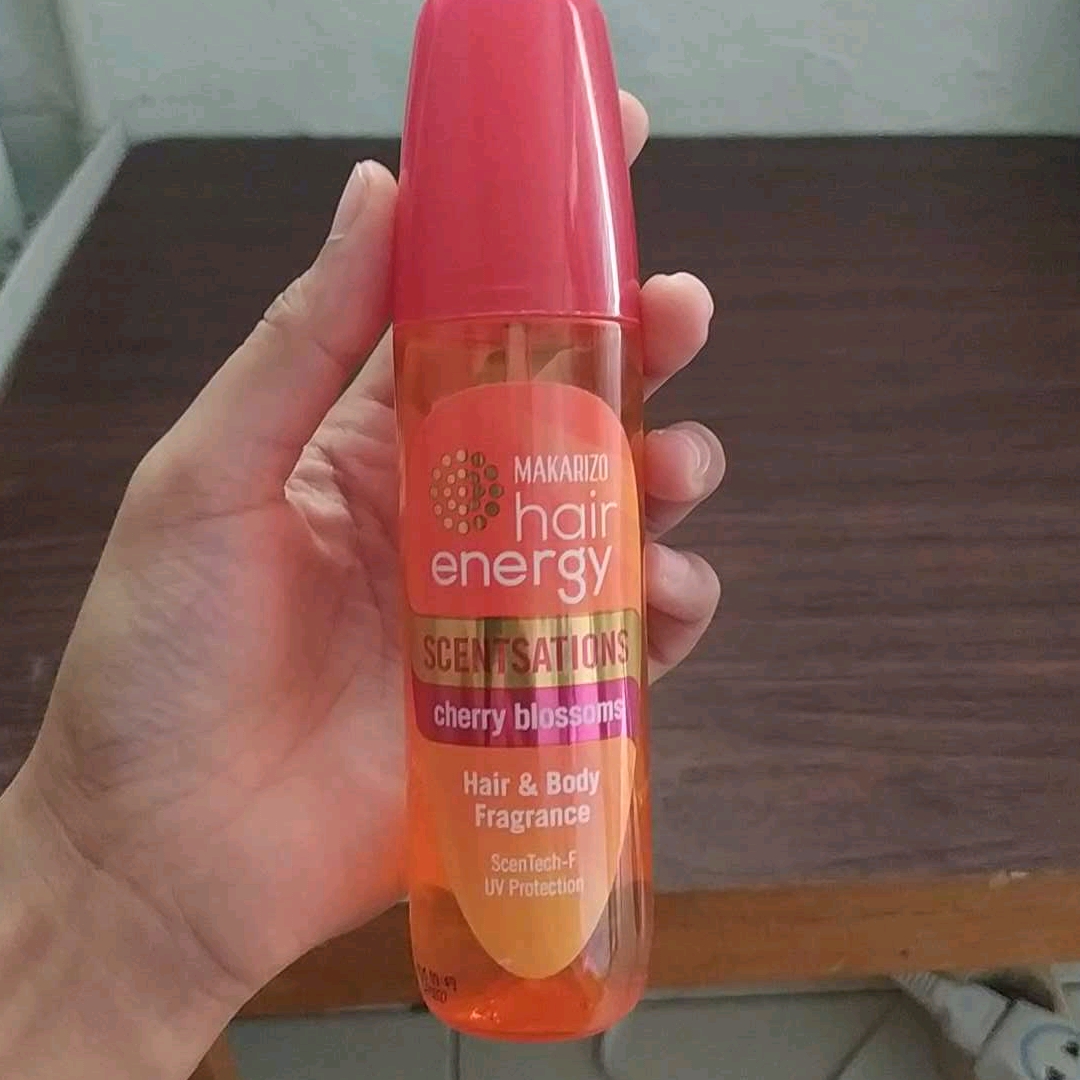 MAKARIZO
hair
energy
SCENTSATIONS
cherry blossoms
Hair & Body
Fragrance
ScenTech-F
UV Protection